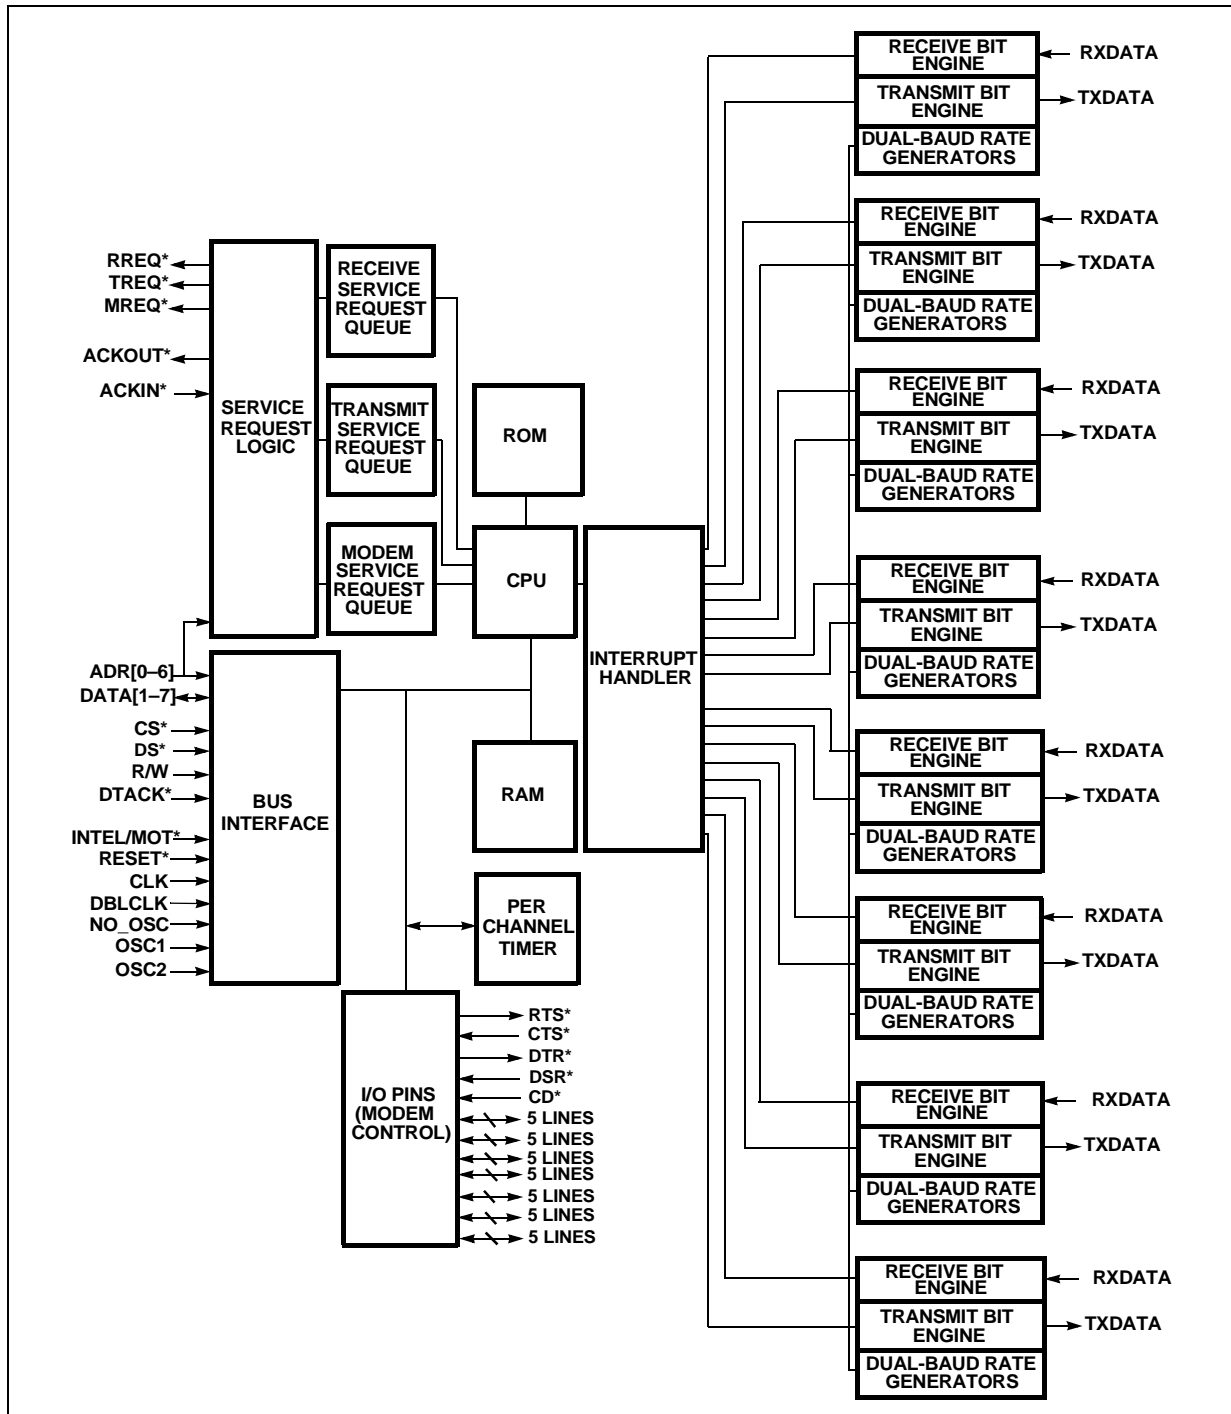 RREQ*
TREQ*
MREQ*
ACKOUT*
ACKIN*
SERVICE
REQUEST
LOGIC
RECEIVE
SERVICE
REQUEST
QUEUE
TRANSMIT
SERVICE
REQUEST
QUEUE
MODEM
SERVICE
REQUEST
QUEUE
ROM
CPU
RAM
INTERRUPT
HANDLER
ADR[0–6]
DATA[1–7]
CS*
DS*
R/W
DTACK*
INTEL/MOT*
RESET*
CLK
DBLCLK
NO_OSC
OSC1
OSC2
BUS
INTERFACE
PER
CHANNEL
TIMER
I/O PINS
(MODEM
CONTROL)
RTS*
CTS*
DTR*
DSR*
CD*
5 LINES
5 LINES
5 LINES
5 LINES
5 LINES
5 LINES
5 LINES
RECEIVE BIT
ENGINE
RXDATA
TRANSMIT BIT
ENGINE
TXDATA
DUAL-BAUD RATE
GENERATORS
RECEIVE BIT
ENGINE
RXDATA
TRANSMIT BIT
ENGINE
TXDATA
DUAL-BAUD RATE
GENERATORS
RECEIVE BIT
ENGINE
RXDATA
TRANSMIT BIT
ENGINE
TXDATA
DUAL-BAUD RATE
GENERATORS
RECEIVE BIT
ENGINE
RXDATA
TRANSMIT BIT
ENGINE
TXDATA
DUAL-BAUD RATE
GENERATORS
RECEIVE BIT
ENGINE
RXDATA
TRANSMIT BIT
ENGINE
TXDATA
DUAL-BAUD RATE
GENERATORS
RECEIVE BIT
ENGINE
RXDATA
TRANSMIT BIT
ENGINE
TXDATA
DUAL-BAUD RATE
GENERATORS
RECEIVE BIT
ENGINE
RXDATA
TRANSMIT BIT
ENGINE
TXDATA
DUAL-BAUD RATE
GENERATORS
RECEIVE BIT
ENGINE
RXDATA
TRANSMIT BIT
ENGINE
TXDATA
DUAL-BAUD RATE
GENERATORS